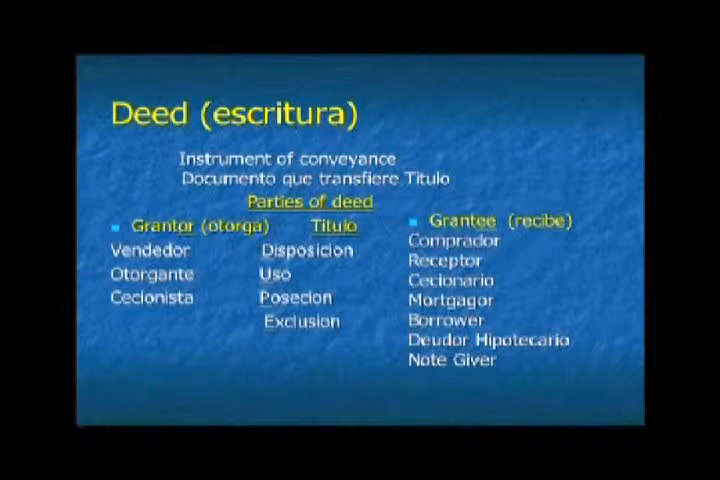 Deed (escritura)
Instrument of conveyance
Documento que transfiere Titulo
Parties of deed
Grantor (otorga) Titulo
Vendedor Disposicion
Otorgante Uso
Cecionista Posecion
Exclusion
Grantee (recibe)
Comprador
Receptor
Cecionario
Mortgagor
Borrower
Deudor Hipotecario
Note Giver